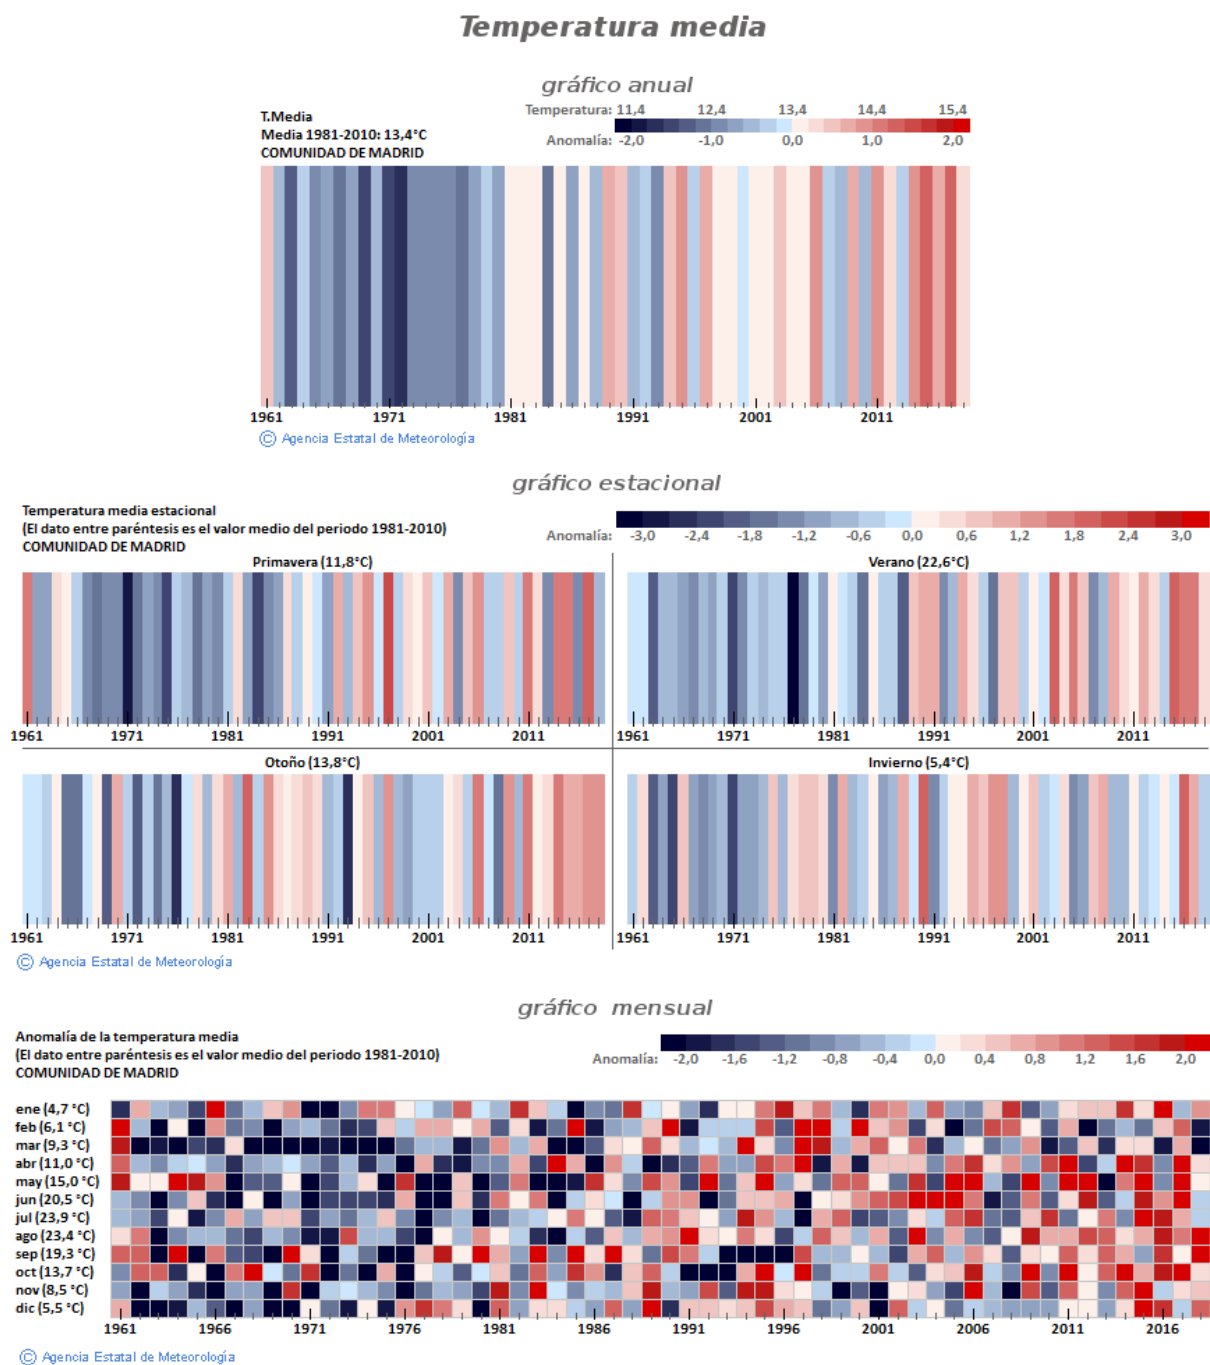 Temperatura media
gráfico anual
T.Media
Media 1981-2010: 13,4°C
COMUNIDAD DE MADRID
Temperatura: 11,4 12,4 13,4 14,4 15,4
Anomalía: -2,0 -1,0 0,0 1,0 2,0
1961 1971 1981 1991 2001 2011
© Agencia Estatal de Meteorología
gráfico estacional
Temperatura media estacional
(El dato entre paréntesis es el valor medio del periodo 1981-2010)
COMUNIDAD DE MADRID
Anomalía: -3,0 -2,4 -1,8 -1,2 -0,6 0,0 0,6 1,2 1,8 2,4 3,0
Primavera (11,8°C)
1961 1971 1981 1991 2001 2011
Verano (22,6°C)
1961 1971 1981 1991 2001 2011
Otoño (13,8°C)
1961 1971 1981 1991 2001 2011
Invierno (5,4°C)
1961 1971 1981 1991 2001 2011
© Agencia Estatal de Meteorología
gráfico mensual
Anomalía de la temperatura media
(El dato entre paréntesis es el valor medio del periodo 1981-2010)
COMUNIDAD DE MADRID
Anomalía: -2,0 -1,6 -1,2 -0,8 -0,4 0,0 0,4 0,8 1,2 1,6 2,0
ene (4,7 °C)
feb (6,1 °C)
mar (9,3 °C)
abr (11,0 °C)
may (15,0 °C)
jun (20,5 °C)
jul (23,9 °C)
ago (23,4 °C)
sep (19,3 °C)
oct (13,7 °C)
nov (8,5 °C)
dic (5,5 °C)
1961 1966 1971 1976 1981 1986 1991 1996 2001 2006 2011 2016
© Agencia Estatal de Meteorología